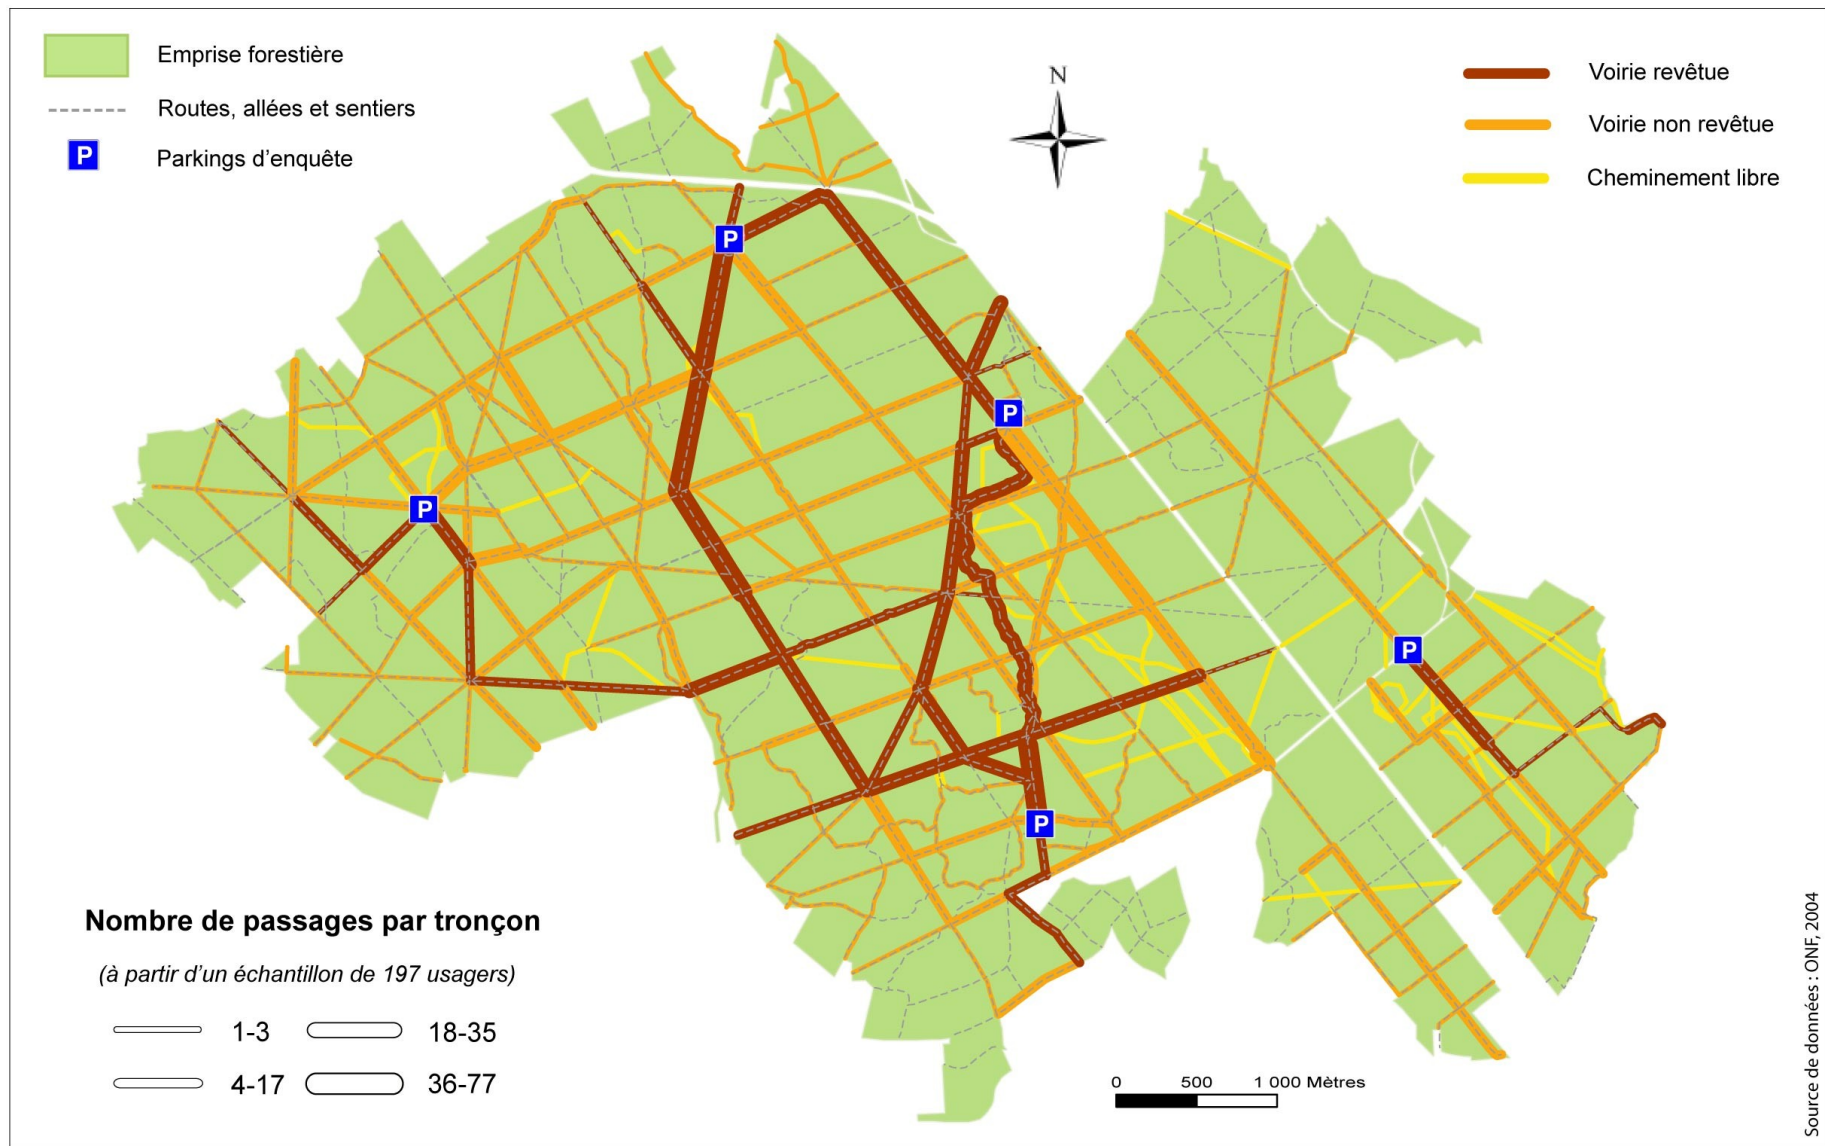 Emprise forestière
Routes, allées et sentiers
P Parkings d'enquête
N
Voirie revêtue
Voirie non revêtue
Cheminement libre
P
P
P
P
P
Nombre de passages par tronçon
(à partir d'un échantillon de 197 usagers)
1-3 18-35
4-17 36-77
0 500 1 000 Mètres
Source de données : ONF, 2004